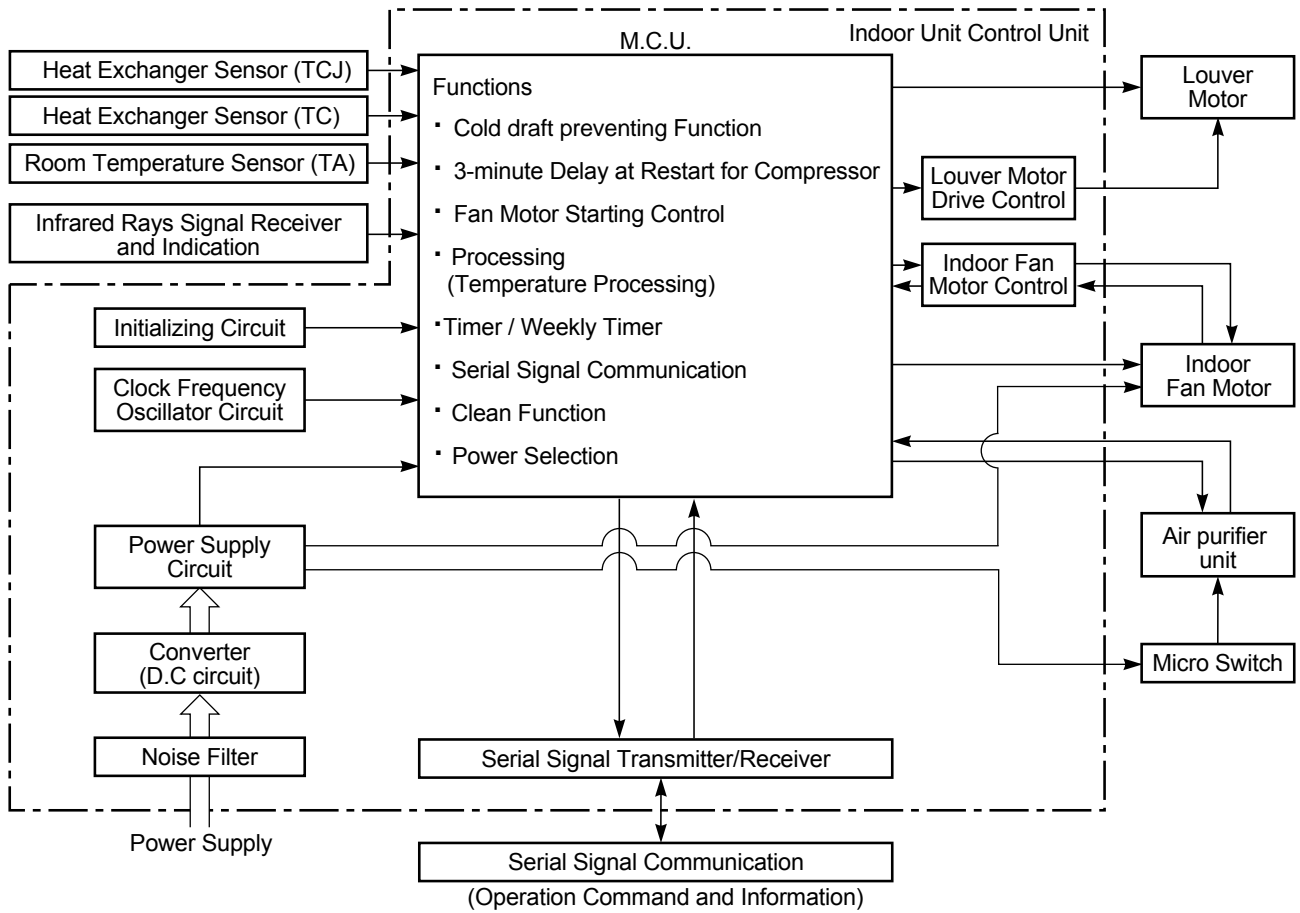 Indoor Unit Control Unit
M.C.U.
Heat Exchanger Sensor (TCJ)
Heat Exchanger Sensor (TC)
Room Temperature Sensor (TA)
Infrared Rays Signal Receiver
and Indication
Initializing Circuit
Clock Frequency
Oscillator Circuit
Power Supply
Circuit
Converter
(D.C circuit)
Noise Filter
Power Supply
Functions
· Cold draft preventing Function
· 3-minute Delay at Restart for Compressor
· Fan Motor Starting Control
· Processing
(Temperature Processing)
· Timer / Weekly Timer
· Serial Signal Communication
· Clean Function
· Power Selection
Louver Motor
Drive Control
Indoor Fan
Motor Control
Louver
Motor
Indoor
Fan Motor
Air purifier
unit
Micro Switch
Serial Signal Transmitter/Receiver
Serial Signal Communication
(Operation Command and Information)